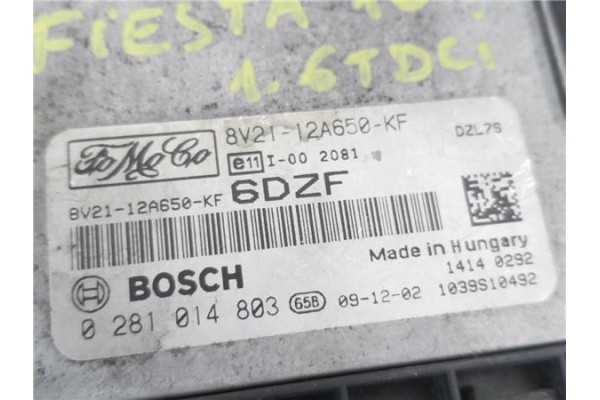 FIESTA
1.6TDCi
FoMoCo
8V21-12A650-KF DZL7S
e11 I-00 2081
8V21-12A650-KF 6DZF
Made in Hungary
BOSCH 1414 0292
0 281 014 803 65B 09-12-02 1039S10492